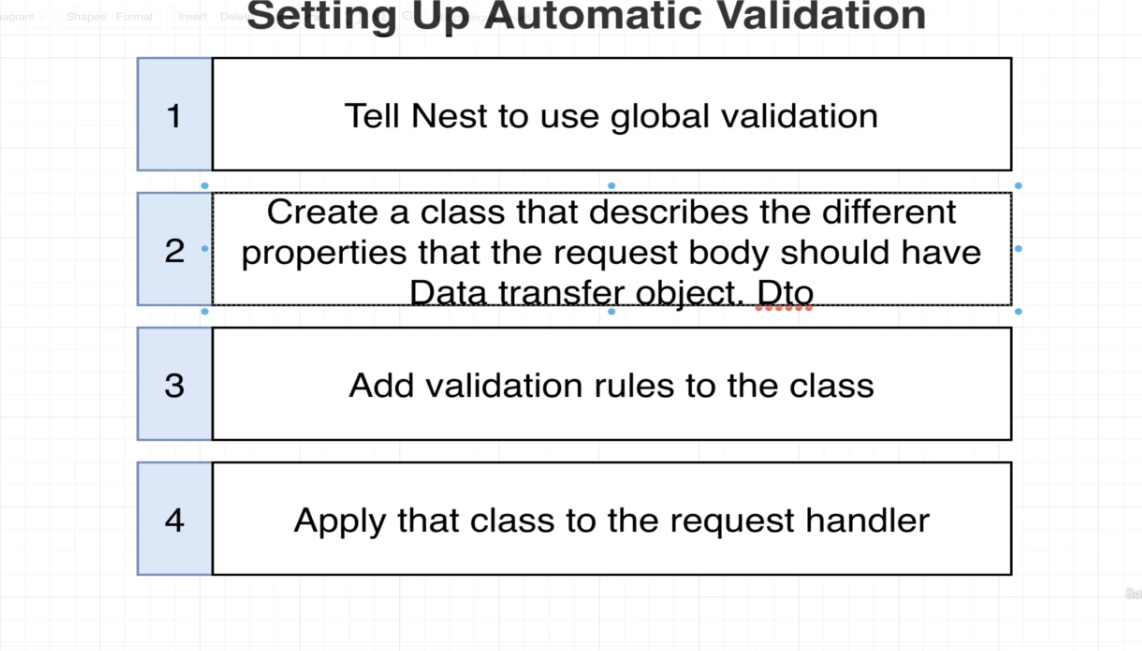 Shapes Format Insert
Setting Up Automatic Validation
1
Tell Nest to use global validation
2
Create a class that describes the different
properties that the request body should have
Data transfer object. Dto
3
Add validation rules to the class
4
Apply that class to the request handler